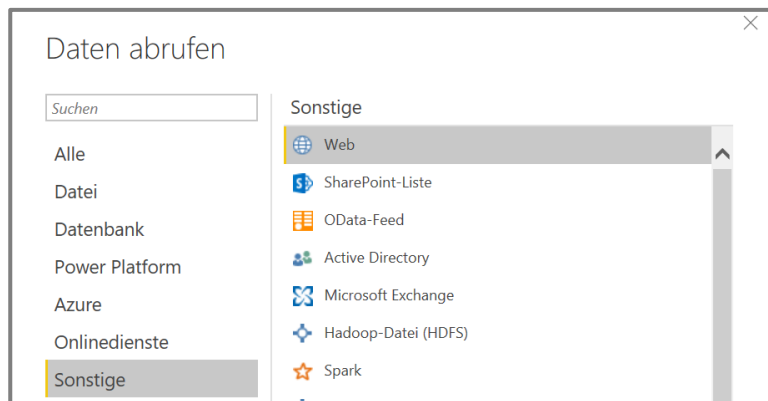 Daten abrufen
Suchen
Alle
Datei
Datenbank
Power Platform
Azure
Onlinedienste
Sonstige
Sonstige
Web
SharePoint-Liste
OData-Feed
Active Directory
Microsoft Exchange
Hadoop-Datei (HDFS)
Spark